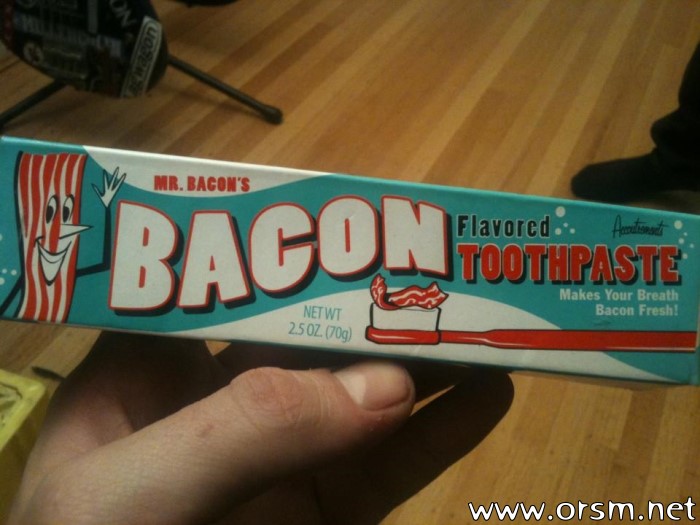 MR. BACON'S
BACON
Flavored
TOOTHPASTE
Accoutrements
Makes Your Breath
Bacon Fresh!
NET WT
2.5 OZ. (70g)
www.orsm.net